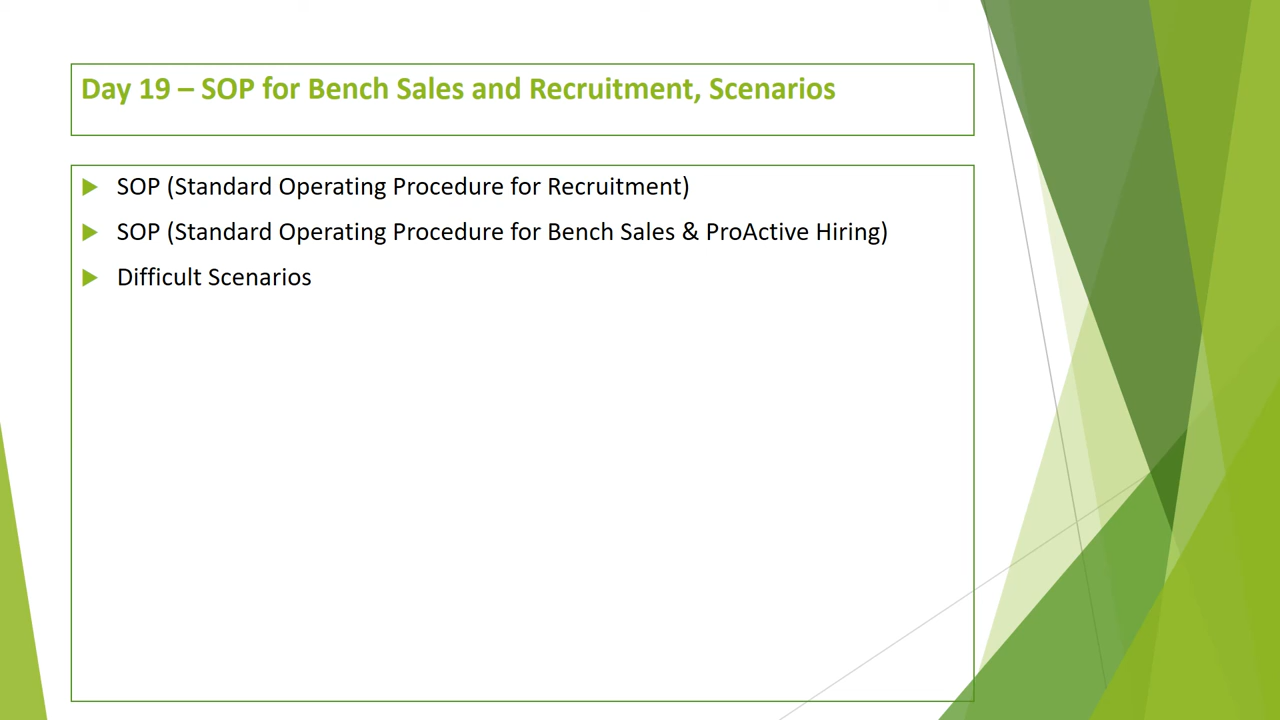 Day 19 – SOP for Bench Sales and Recruitment, Scenarios
SOP (Standard Operating Procedure for Recruitment)
SOP (Standard Operating Procedure for Bench Sales & ProActive Hiring)
Difficult Scenarios